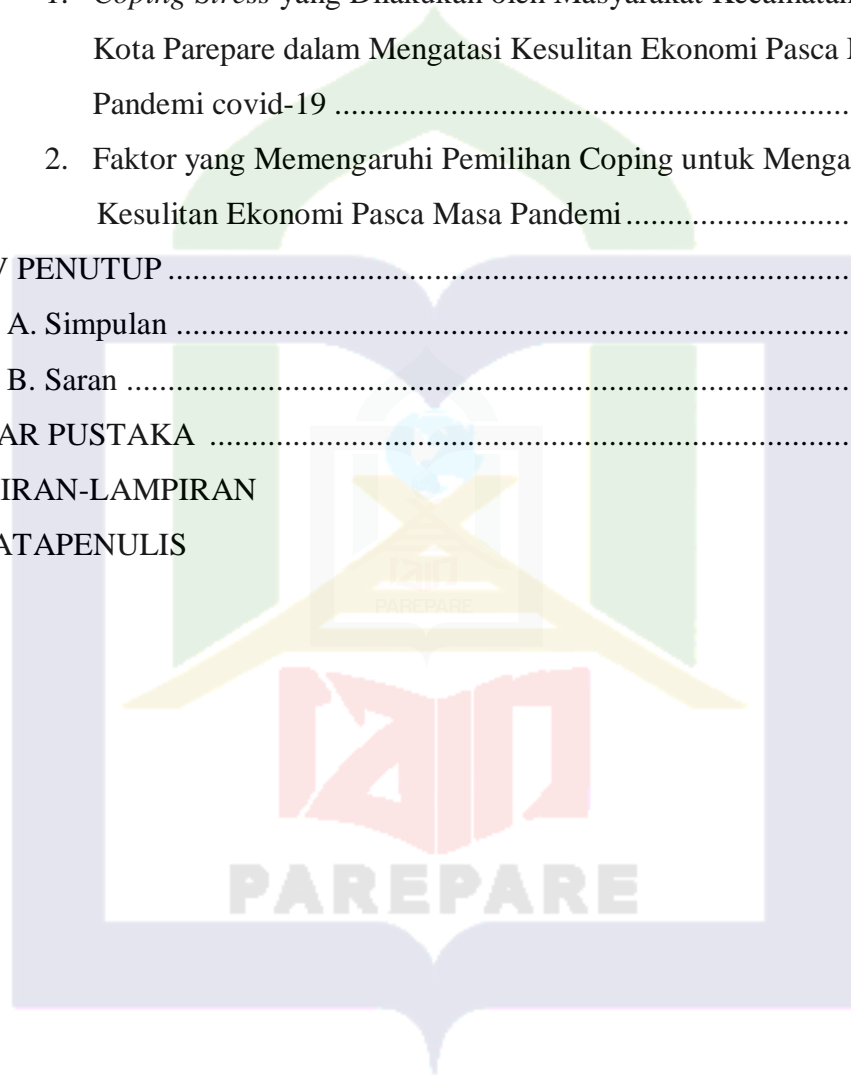 1. Coping Stress yang Dilakukan oleh Masyarakat Kecamatan
Kota Parepare dalam Mengatasi Kesulitan Ekonomi Pasca
Pandemi covid-19 ....................................................................................
2. Faktor yang Memengaruhi Pemilihan Coping untuk Menga
Kesulitan Ekonomi Pasca Masa Pandemi ....................................
PENUTUP ....................................................................................
A. Simpulan ....................................................................................
B. Saran ....................................................................................
AR PUSTAKA ....................................................................................
IRAN-LAMPIRAN
ATAPENULIS
PAREPARE
PAREPARE